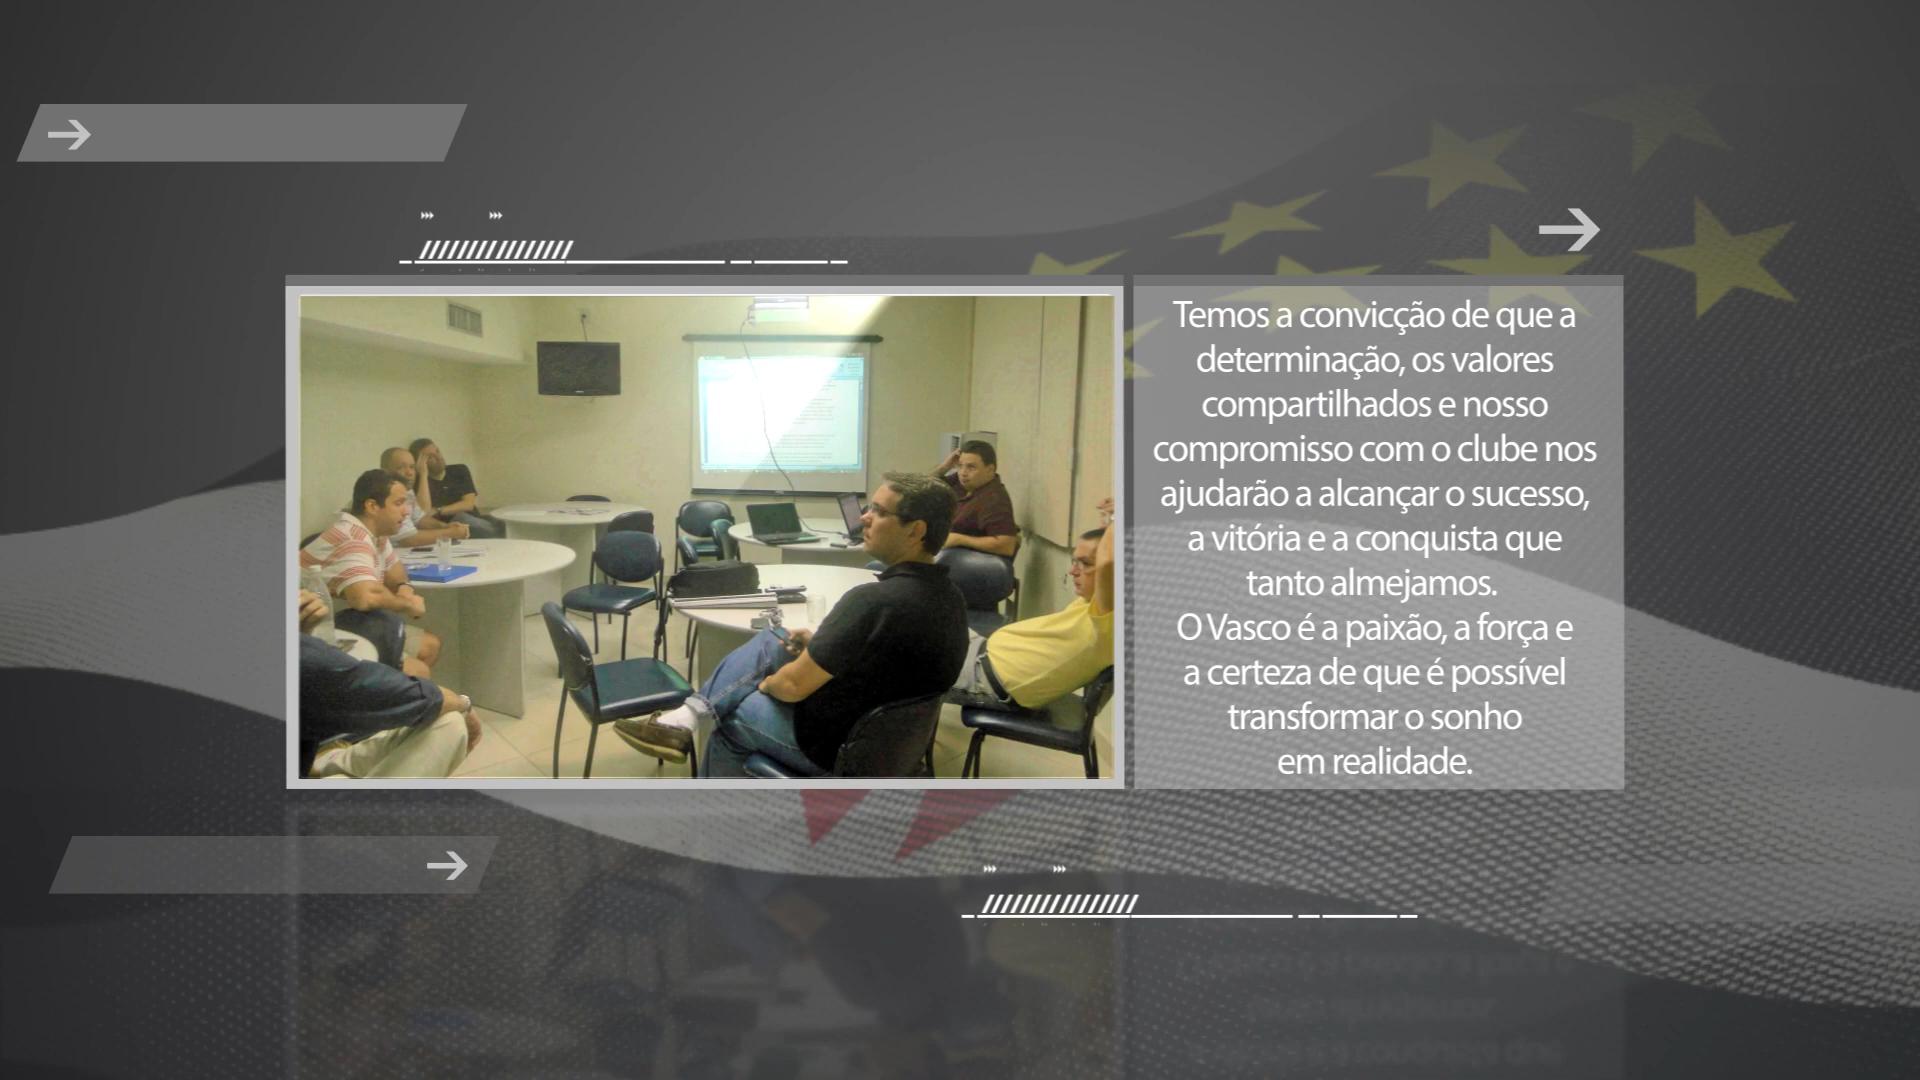 Temos a convicção de que a
determinação, os valores
compartilhados e nosso
compromisso com o clube nos
ajudarão a alcançar o sucesso,
a vitória e a conquista que
tanto almejamos.
O Vasco é a paixão, a força e
a certeza de que é possível
transformar o sonho
em realidade.